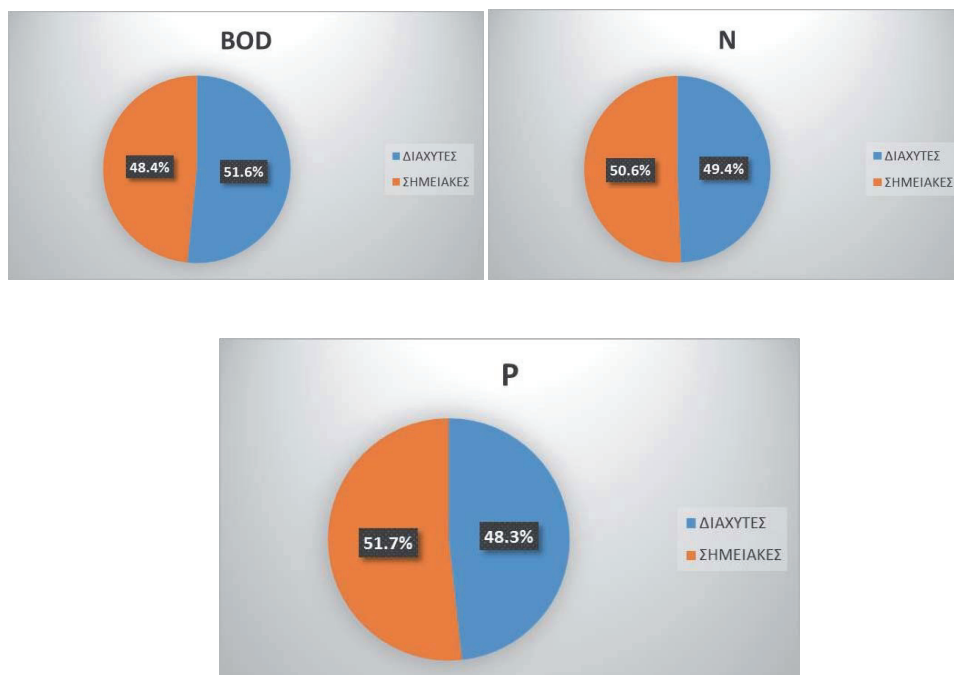 BOD
48.4%
51.6%
ΔΙΑΧΥΤΕΣ
ΣΗΜΕΙΑΚΕΣ
N
50.6%
49.4%
ΔΙΑΧΥΤΕΣ
ΣΗΜΕΙΑΚΕΣ
P
51.7%
48.3%
ΔΙΑΧΥΤΕΣ
ΣΗΜΕΙΑΚΕΣ